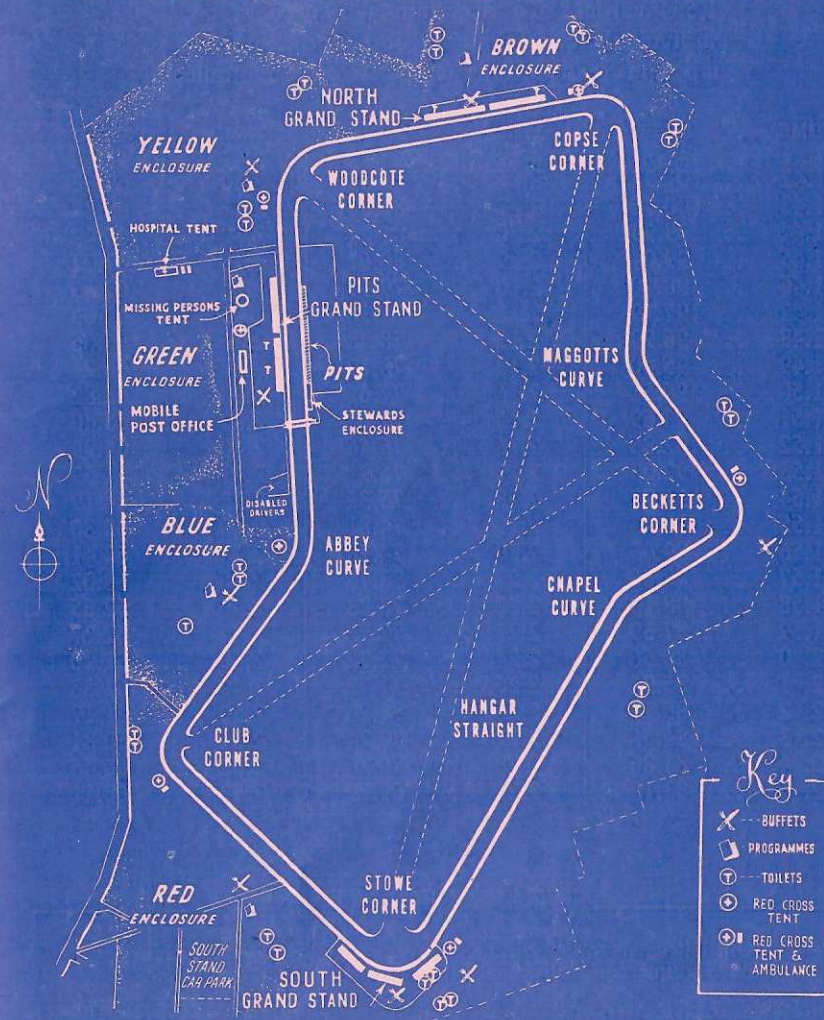 BROWN
ENCLOSURE
NORTH
GRAND STAND
YELLOW
ENCLOSURE
COPSE
CORNER
WOODCOTE
CORNER
HOSPITAL TENT
PITS
GRAND STAND
MISSING PERSONS
TENT
GREEN
ENCLOSURE
MAGGOTTS
CURVE
PITS
MOBILE
POST OFFICE
STEWARDS
ENCLOSURE
N
DISABLED
DRIVERS
BECKETTS
CORNER
BLUE
ENCLOSURE
ABBEY
CURVE
CHAPEL
CURVE
HANGAR
STRAIGHT
CLUB
CORNER
Key
BUFFETS
PROGRAMMES
T TOILETS
RED CROSS
TENT
RED CROSS
TENT &
AMBULANCE
STOWE
CORNER
RED
ENCLOSURE
SOUTH
STAND
CAR PARK
SOUTH
GRAND STAND